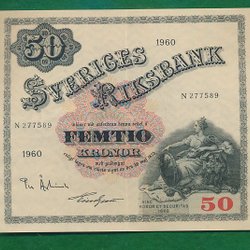 50
SVERIGES
RIKSBANK
1960
N 277589
N 277589
FEMTIO
KRONOR
1960
50